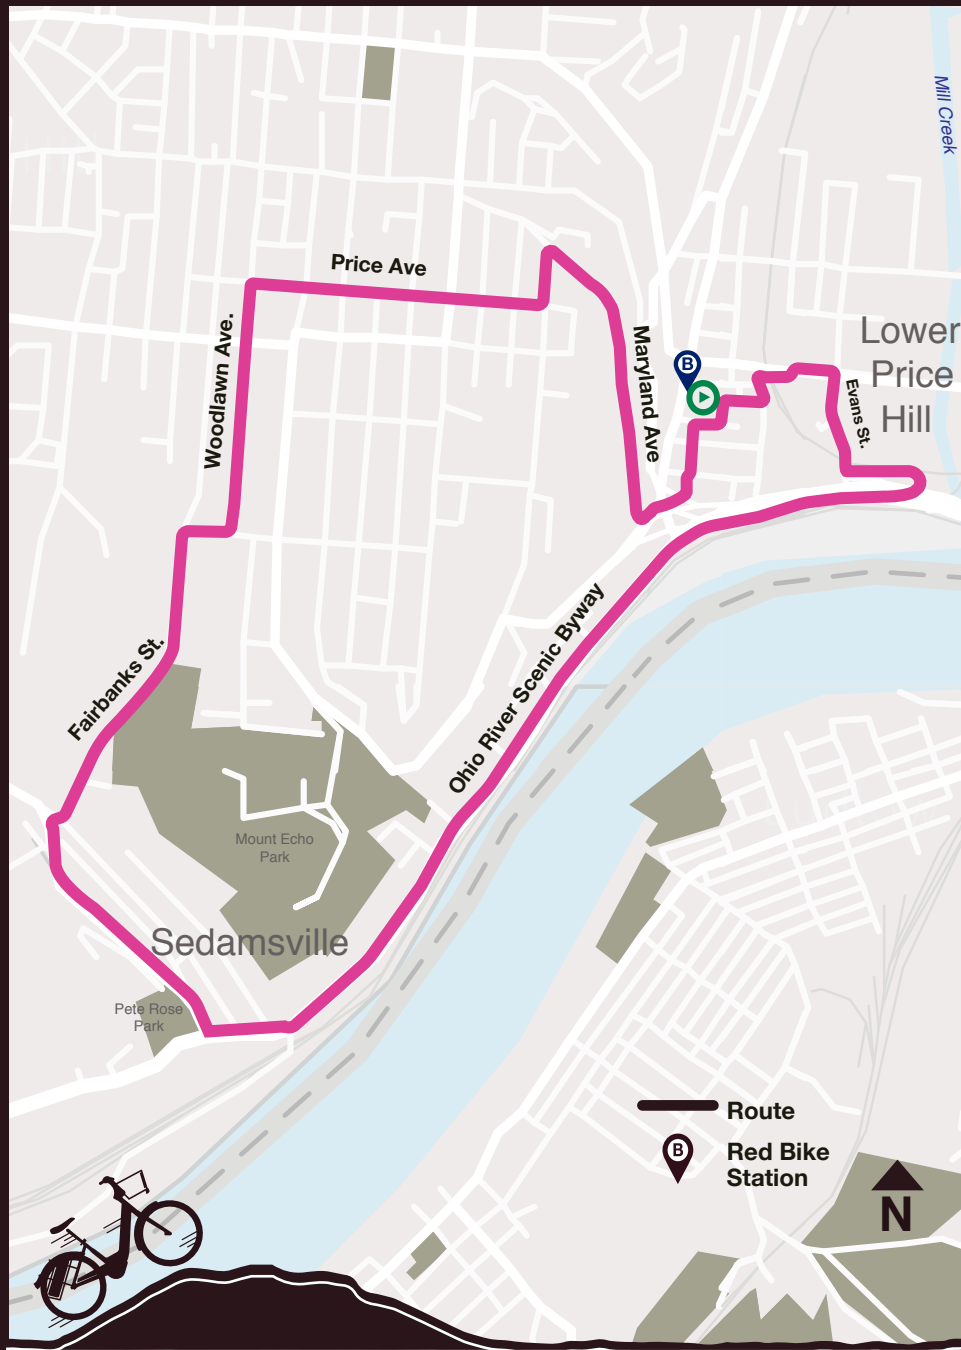 Mill Creek
Price Ave
Woodlawn Ave.
Maryland Ave
B
Lower
Price
Hill
Evans St.
Fairbanks St.
Ohio River Scenic Byway
Mount Echo
Park
Sedamsville
Pete Rose
Park
Route
B
Red Bike
Station
N